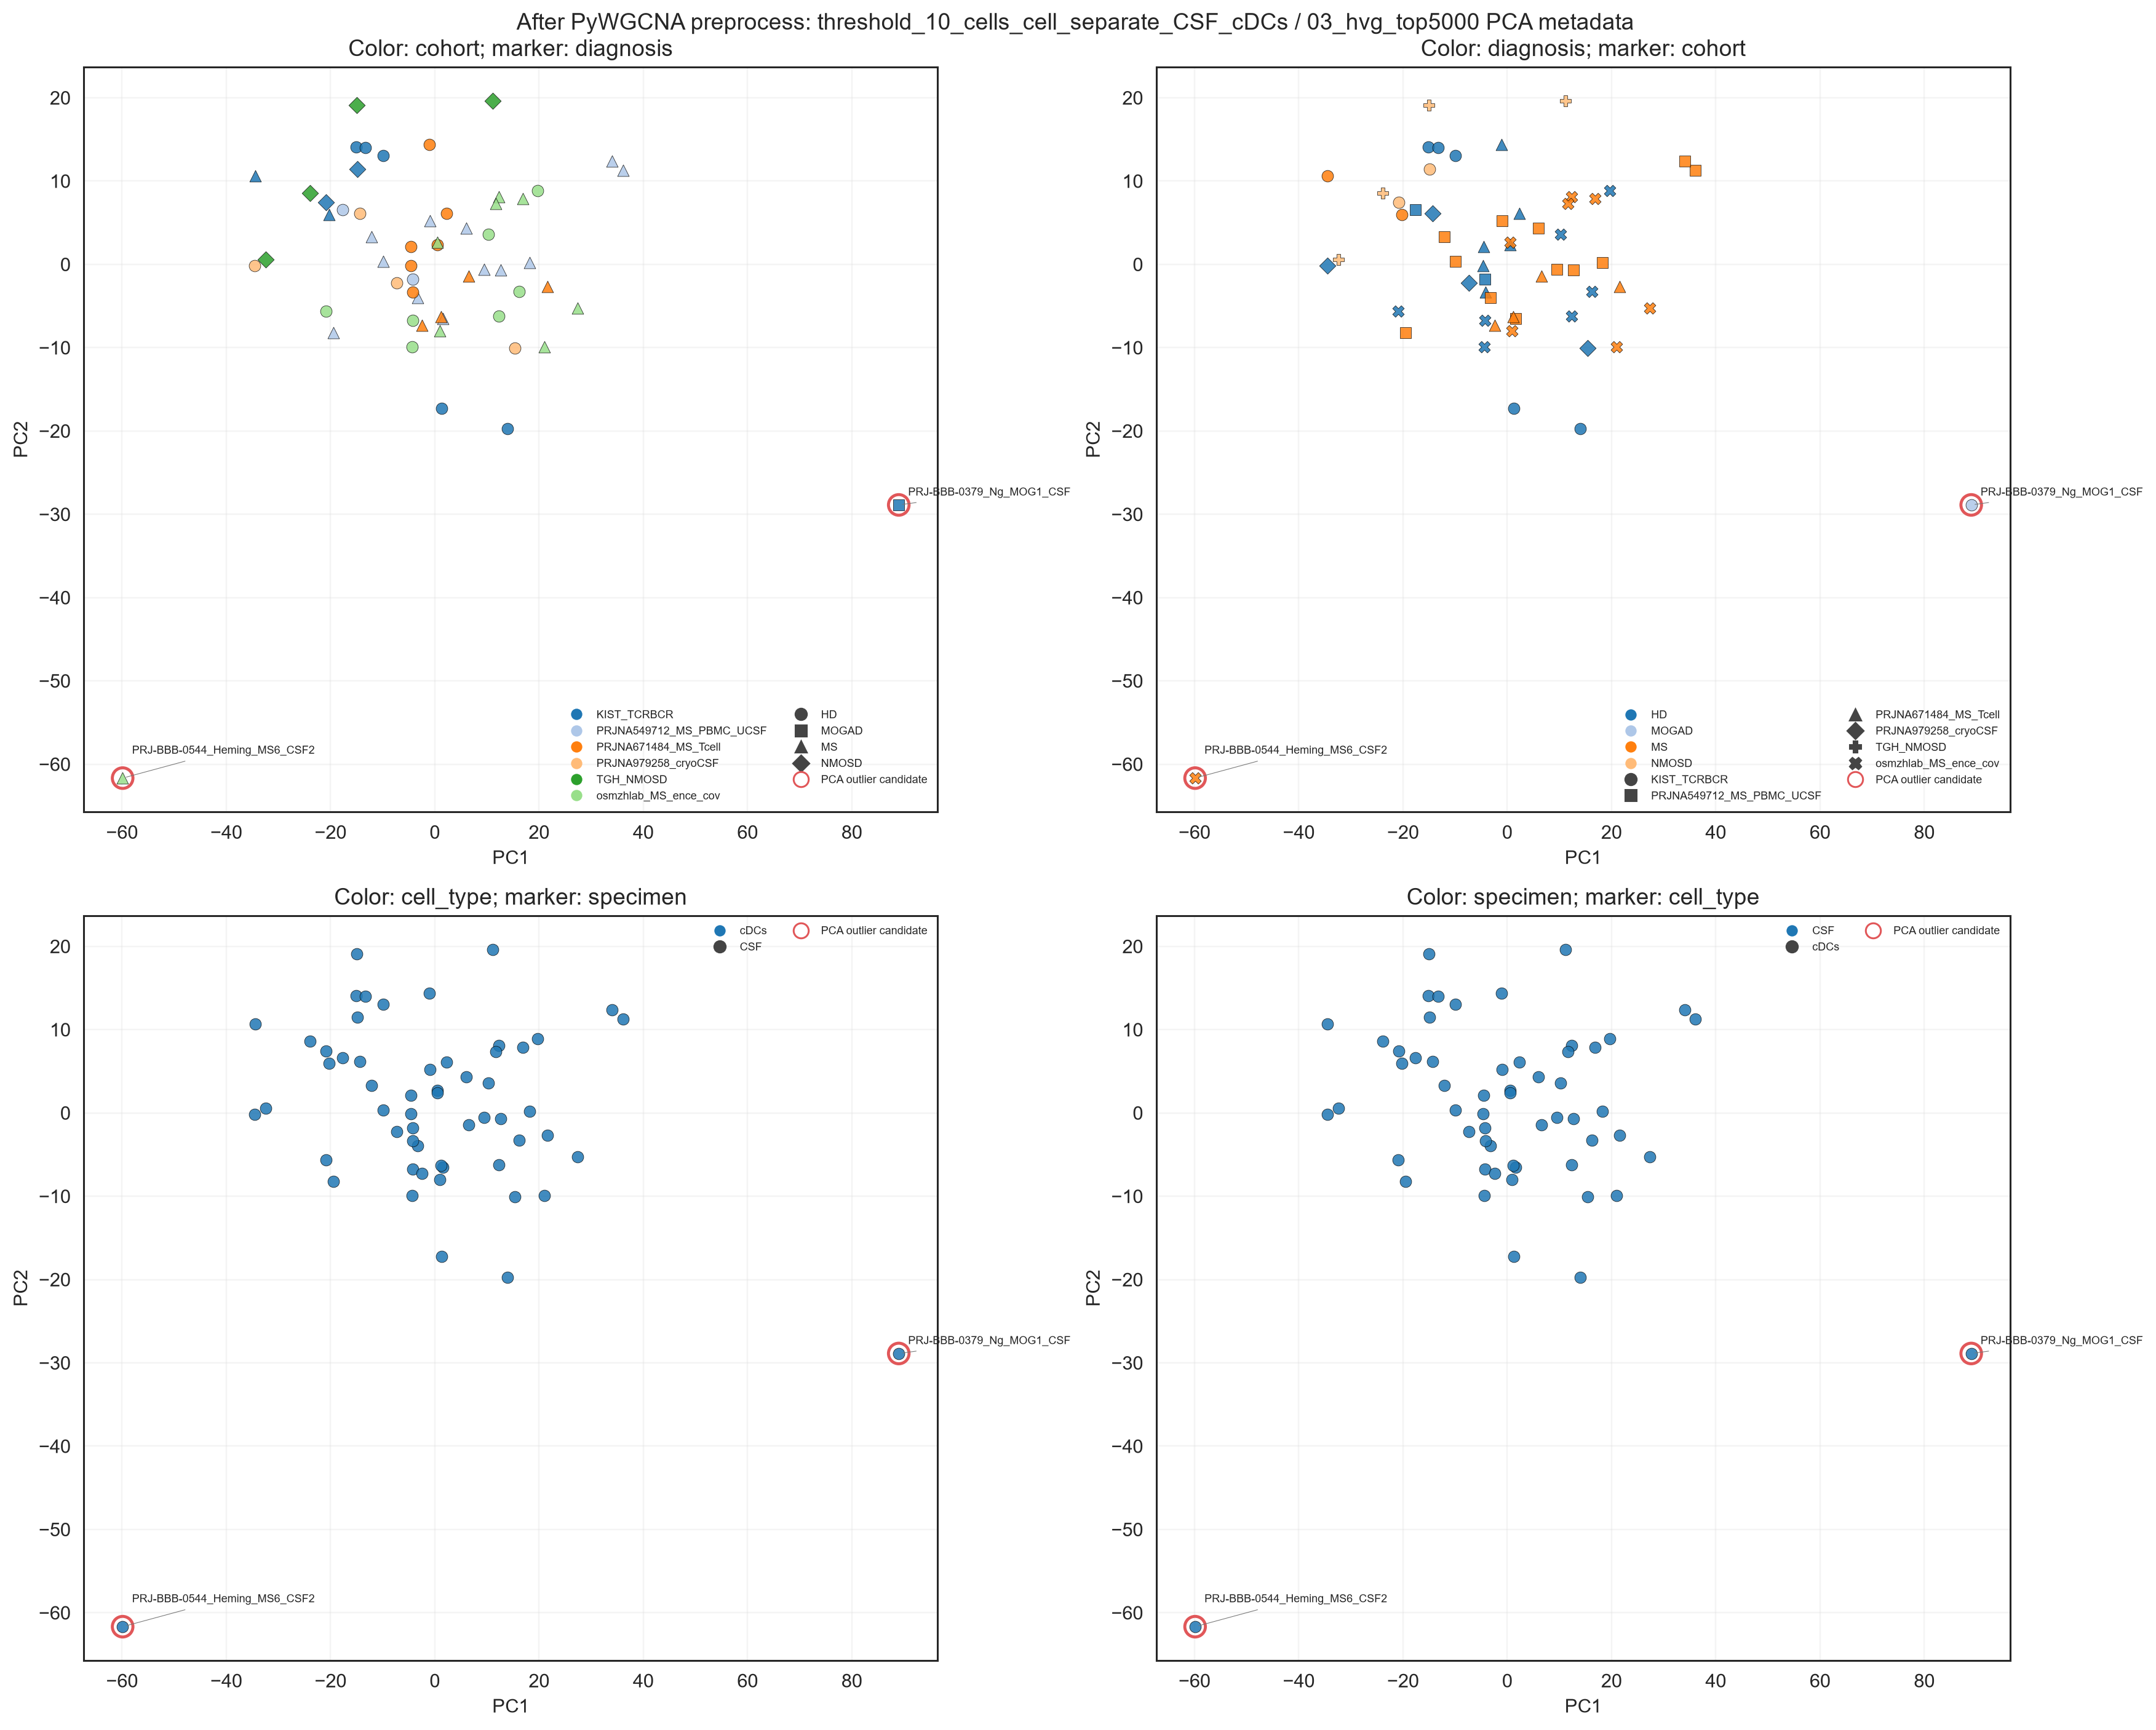 After PyWGCNA preprocess: threshold_10_cells_cell_separate_CSF_cDCs / 03_hvg_top5000 PCA metadata
Color: cohort; marker: diagnosis
20
10
0
−10
−20
−30
−40
−50
−60
PC2
PRJ-BBB-0379_Ng_MOG1_CSF
PRJ-BBB-0544_Heming_MS6_CSF2
KIST_TCRBCR
PRJNA549712_MS_PBMC_UCSF
PRJNA671484_MS_Tcell
PRJNA979258_cryoCSF
TGH_NMOSD
osmzhlab_MS_ence_cov
HD
MOGAD
MS
NMOSD
PCA outlier candidate
−60 −40 −20 0 20 40 60 80
PC1
Color: diagnosis; marker: cohort
20
10
0
−10
−20
−30
−40
−50
−60
PC2
PRJ-BBB-0379_Ng_MOG1_CSF
PRJ-BBB-0544_Heming_MS6_CSF2
HD
MOGAD
MS
NMOSD
KIST_TCRBCR
PRJNA549712_MS_PBMC_UCSF
PRJNA671484_MS_Tcell
PRJNA979258_cryoCSF
TGH_NMOSD
osmzhlab_MS_ence_cov
PCA outlier candidate
−60 −40 −20 0 20 40 60 80
PC1
Color: cell_type; marker: specimen
cDCs
CSF
PCA outlier candidate
20
10
0
−10
−20
−30
−40
−50
−60
PC2
PRJ-BBB-0379_Ng_MOG1_CSF
PRJ-BBB-0544_Heming_MS6_CSF2
−60 −40 −20 0 20 40 60 80
PC1
Color: specimen; marker: cell_type
CSF
cDCs
PCA outlier candidate
20
10
0
−10
−20
−30
−40
−50
−60
PC2
PRJ-BBB-0379_Ng_MOG1_CSF
PRJ-BBB-0544_Heming_MS6_CSF2
−60 −40 −20 0 20 40 60 80
PC1